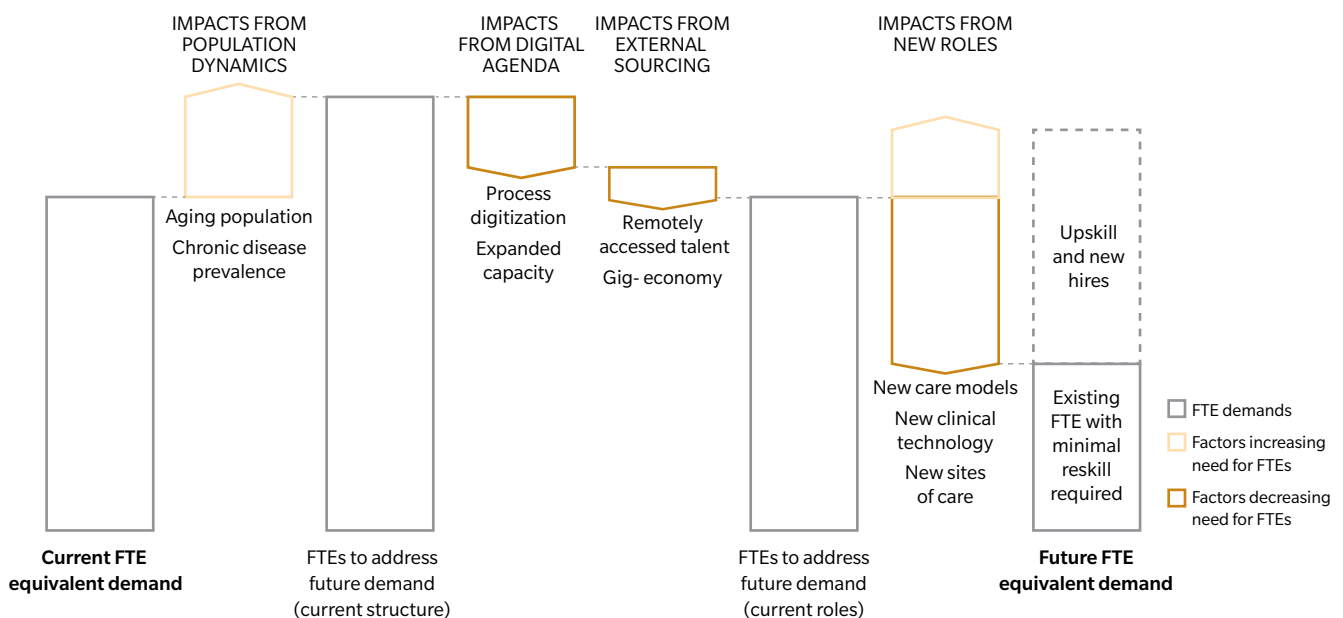 IMPACTS FROM
POPULATION
DYNAMICS
IMPACTS
FROM DIGITAL
AGENDA
IMPACTS FROM
EXTERNAL
SOURCING
IMPACTS FROM
NEW ROLES
Aging population
Chronic disease
prevalence
Process
digitization
Expanded
capacity
Remotely
accessed talent
Gig- economy
New care models
New clinical
technology
New sites
of care
Upskill
and new
hires
Existing
FTE with
minimal
reskill
required
FTE demands
Factors increasing
need for FTEs
Factors decreasing
need for FTEs
Current FTE
equivalent demand
FTEs to address
future demand
(current structure)
FTEs to address
future demand
(current roles)
Future FTE
equivalent demand